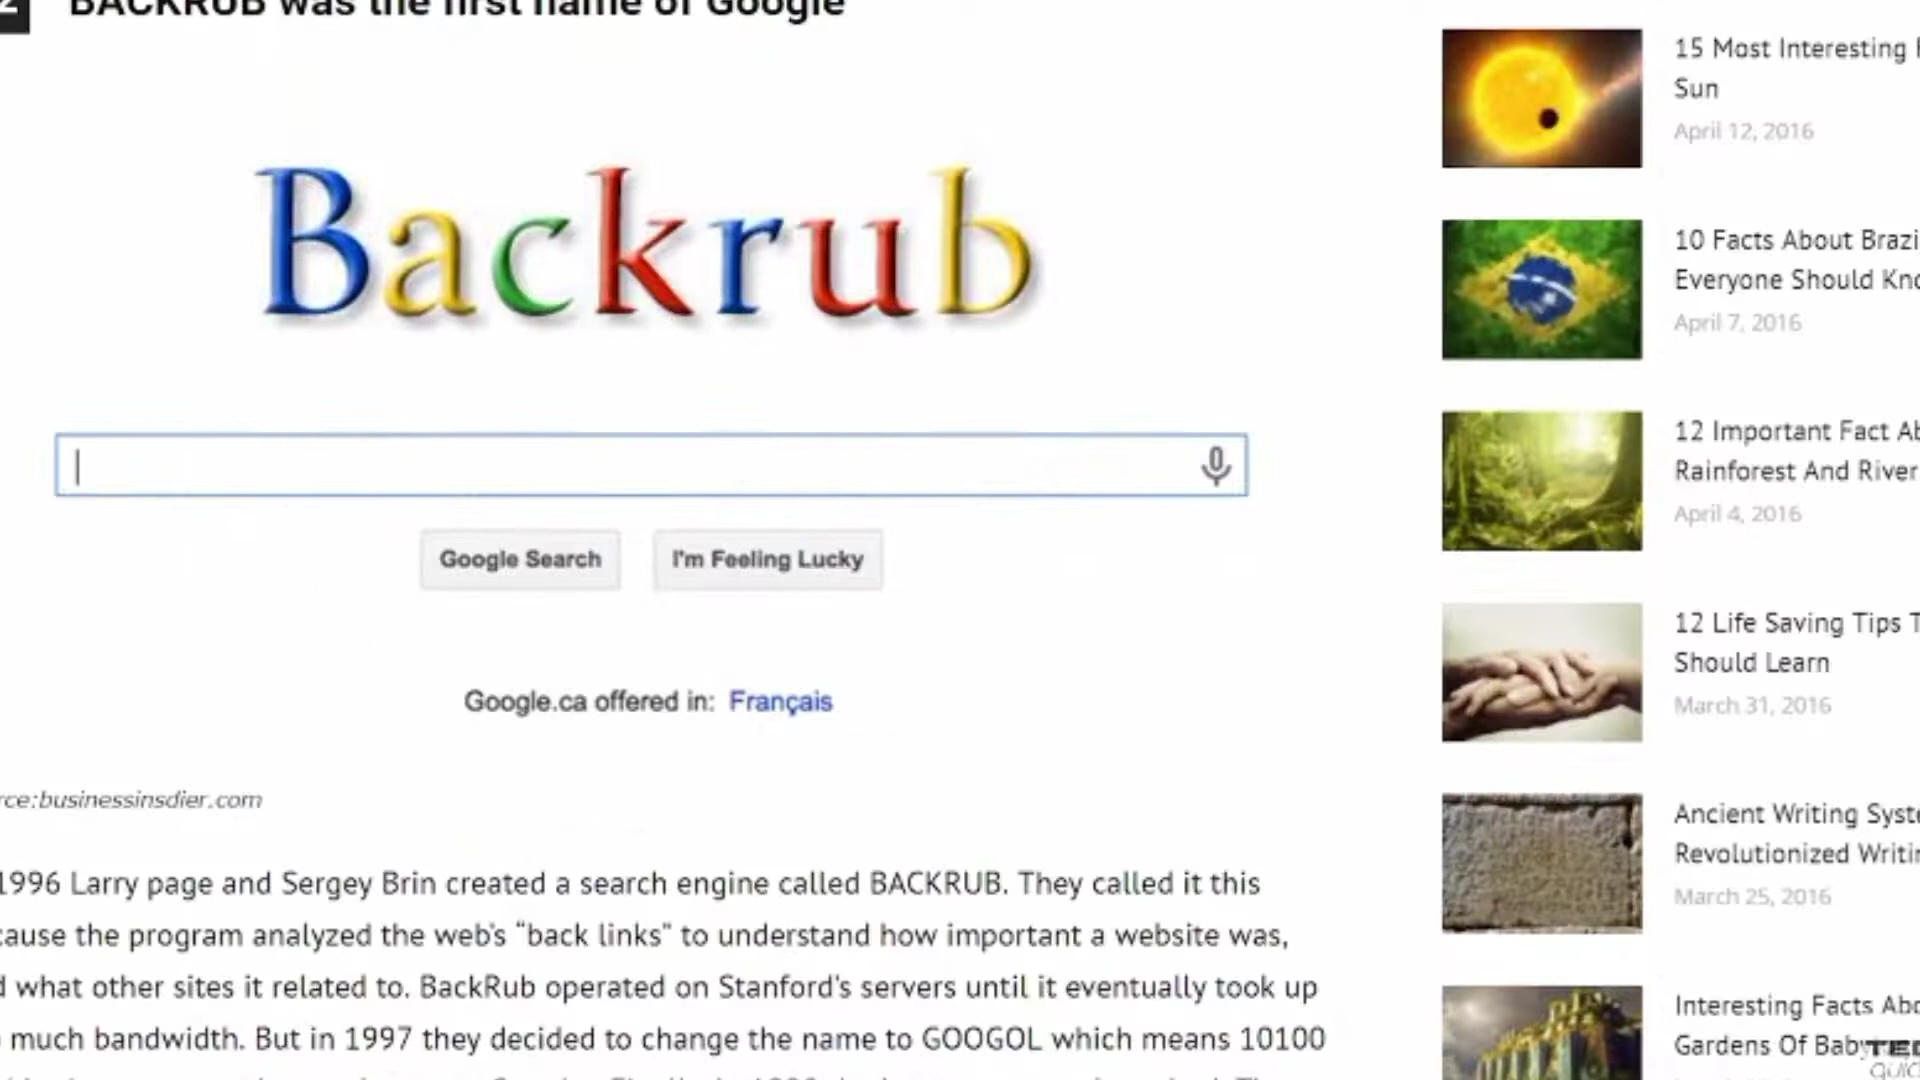 2 BACKRUB was the first name of Google
Backrub
Google Search
I'm Feeling Lucky
Google.ca offered in: Français
rce:businessinsdier.com
1996 Larry page and Sergey Brin created a search engine called BACKRUB. They called it this
cause the program analyzed the web's “back links” to understand how important a website was,
d what other sites it related to. BackRub operated on Stanford's servers until it eventually took up
much bandwidth. But in 1997 they decided to change the name to GOOGOL which means 10100
15 Most Interesting F
Sun
April 12, 2016
10 Facts About Brazi
Everyone Should Kno
April 7, 2016
12 Important Fact Ab
Rainforest And River
April 4, 2016
12 Life Saving Tips T
Should Learn
March 31, 2016
Ancient Writing Syste
Revolutionized Writin
March 25, 2016
Interesting Facts Abo
Gardens Of Baby